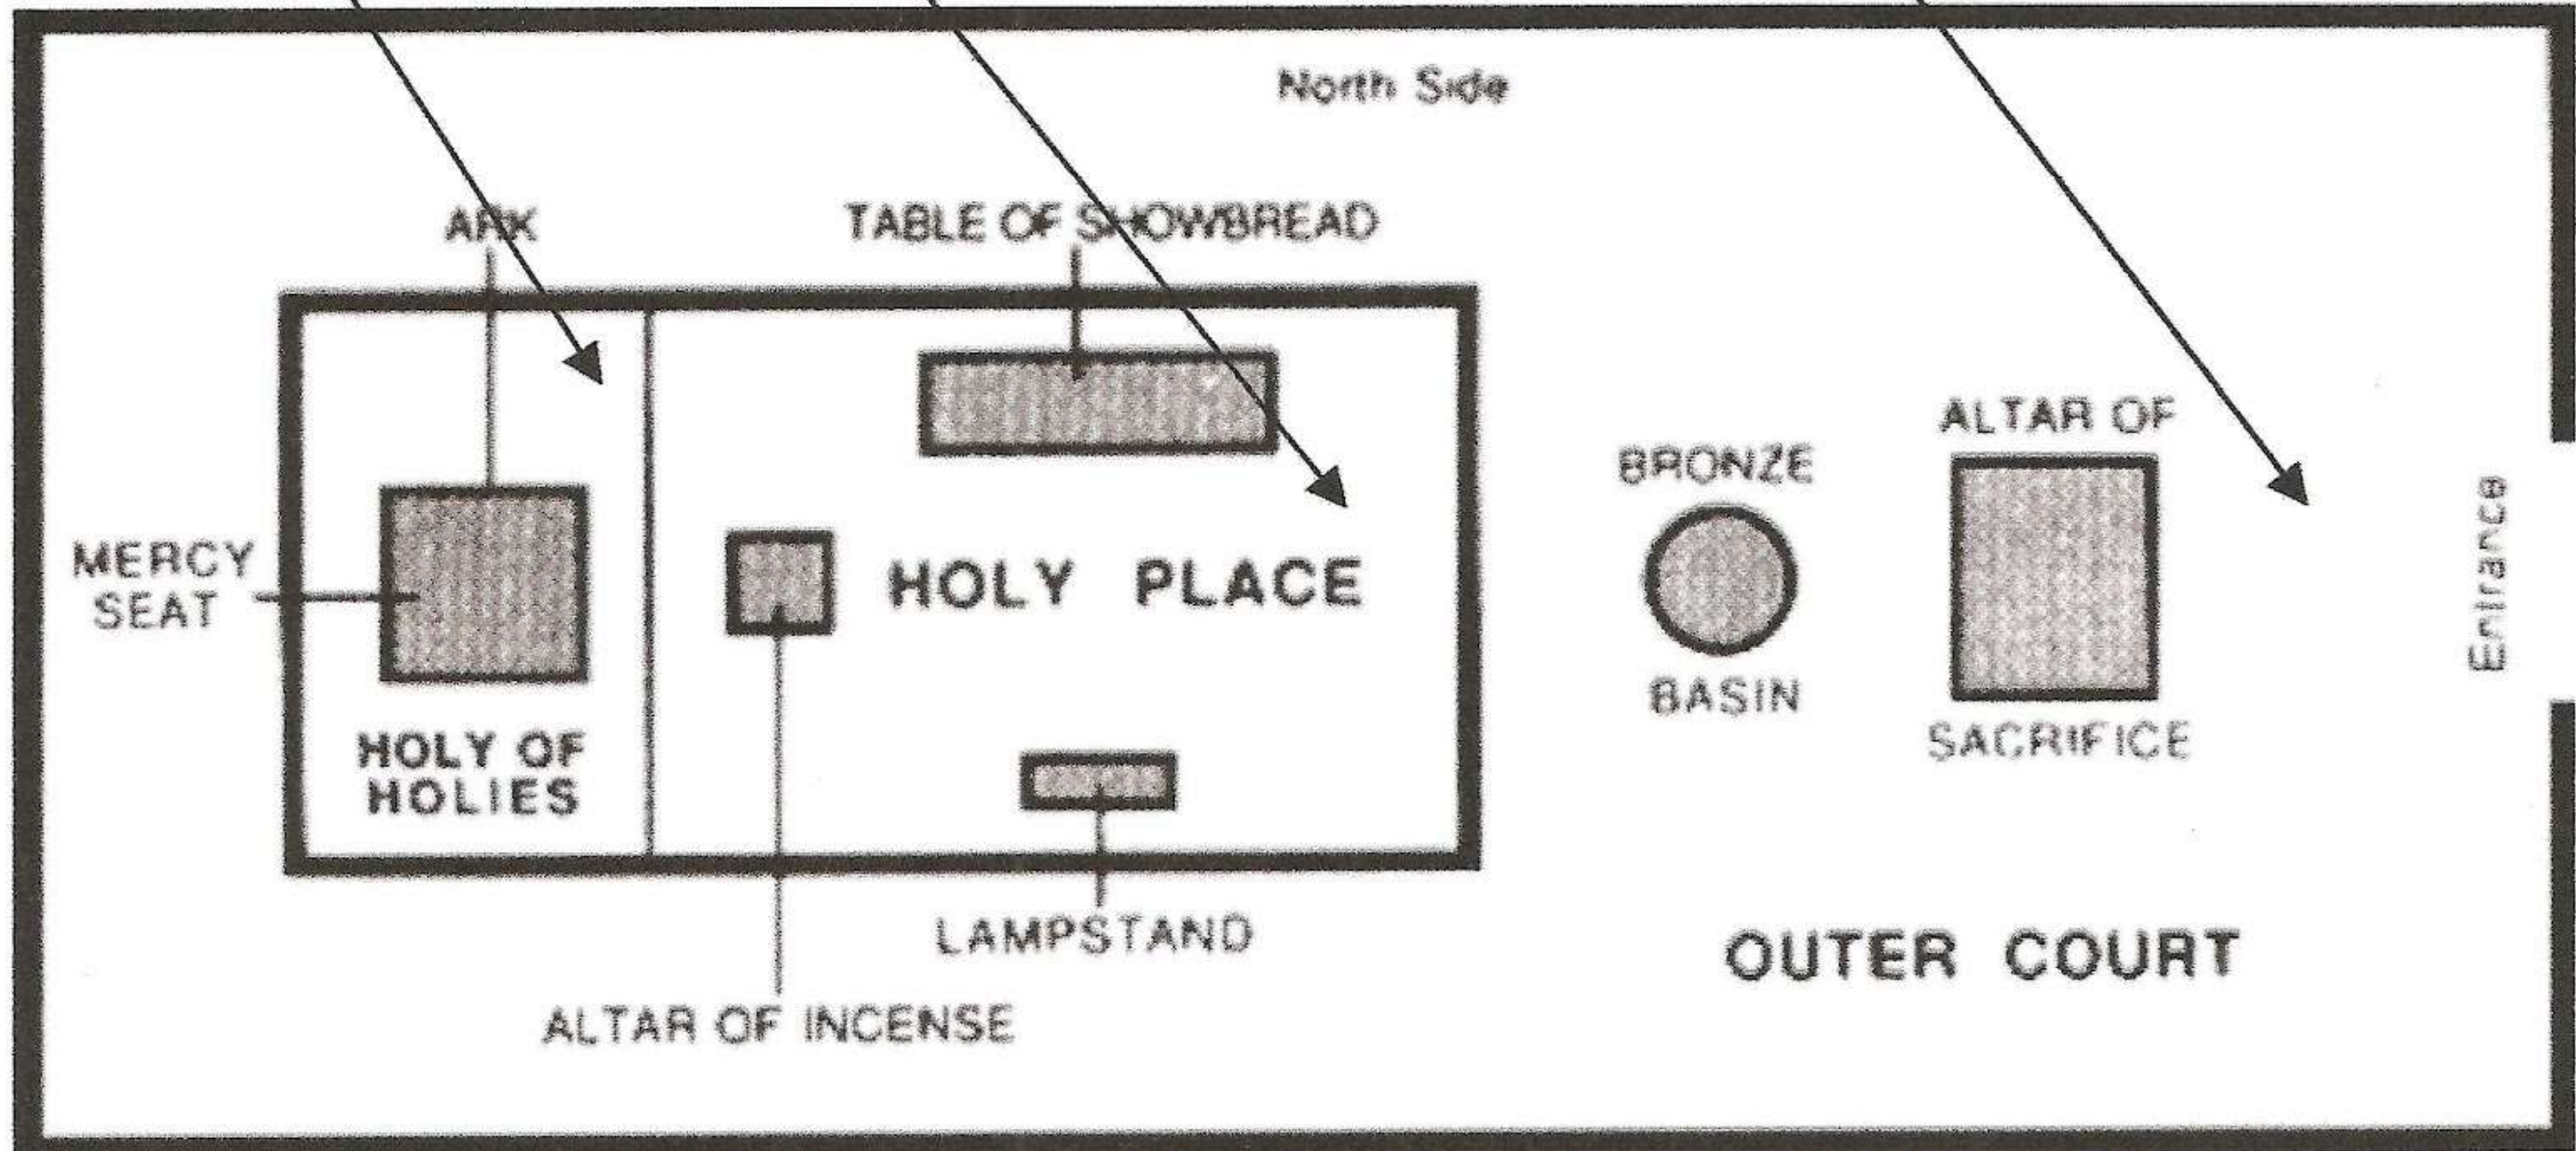 North Side
ARK
TABLE OF SHOWBREAD
ALTAR OF
BRONZE
Entrance
MERCY
SEAT
HOLY PLACE
BASIN
SACRIFICE
HOLY OF
HOLIES
LAMPSTAND
OUTER COURT
ALTAR OF INCENSE